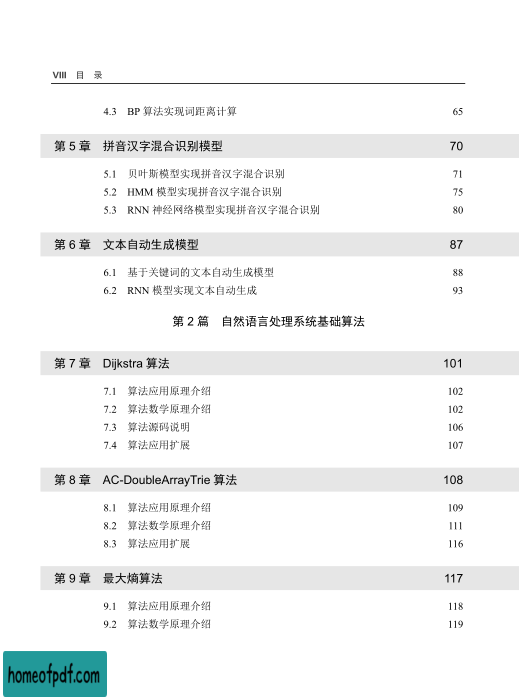 VIII 目 录
4.3 BP 算法实现词距离计算 65
第 5 章 拼音汉字混合识别模型 70
5.1 贝叶斯模型实现拼音汉字混合识别 71
5.2 HMM 模型实现拼音汉字混合识别 75
5.3 RNN 神经网络模型实现拼音汉字混合识别 80
第 6 章 文本自动生成模型 87
6.1 基于关键词的文本自动生成模型 88
6.2 RNN 模型实现文本自动生成 93
第 2 篇 自然语言处理系统基础算法
第 7 章 Dijkstra 算法 101
7.1 算法应用原理介绍 102
7.2 算法数学原理介绍 102
7.3 算法源码说明 106
7.4 算法应用扩展 107
第 8 章 AC-DoubleArrayTrie 算法 108
8.1 算法应用原理介绍 109
8.2 算法数学原理介绍 111
8.3 算法应用扩展 116
第 9 章 最大熵算法 117
9.1 算法应用原理介绍 118
9.2 算法数学原理介绍 119
homeofpdf.com